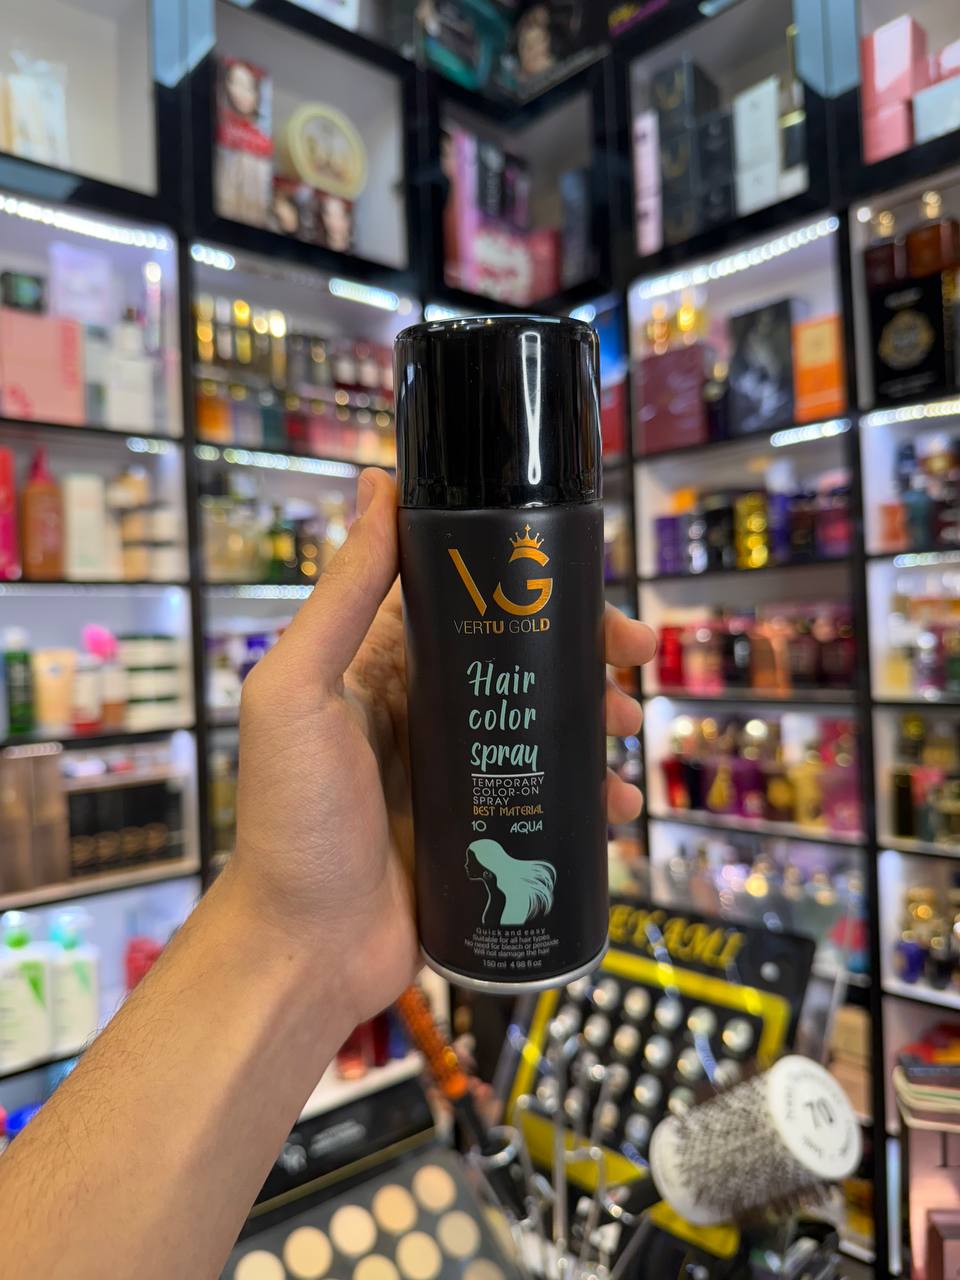 VG
VERTU GOLD
Hair
color
spray
TEMPORARY
COLOR-ON
SPRAY
BEST MATERIAL
10 AQUA
Quick and easy
Suitable for all hair types
No need for bleach or peroxide
Will not damage the hair
150 ml 4 98 fl oz
70